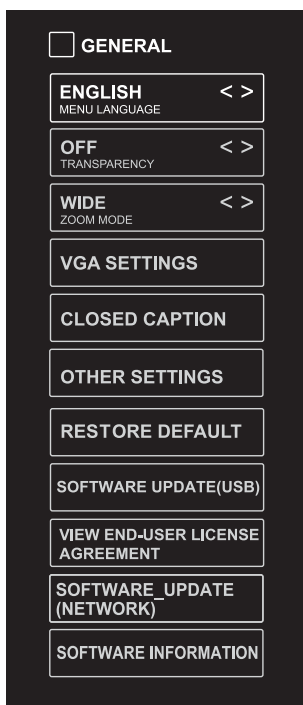 GENERAL
ENGLISH < >
MENU LANGUAGE
OFF < >
TRANSPARENCY
WIDE < >
ZOOM MODE
VGA SETTINGS
CLOSED CAPTION
OTHER SETTINGS
RESTORE DEFAULT
SOFTWARE UPDATE(USB)
VIEW END-USER LICENSE
AGREEMENT
SOFTWARE_UPDATE
(NETWORK)
SOFTWARE INFORMATION